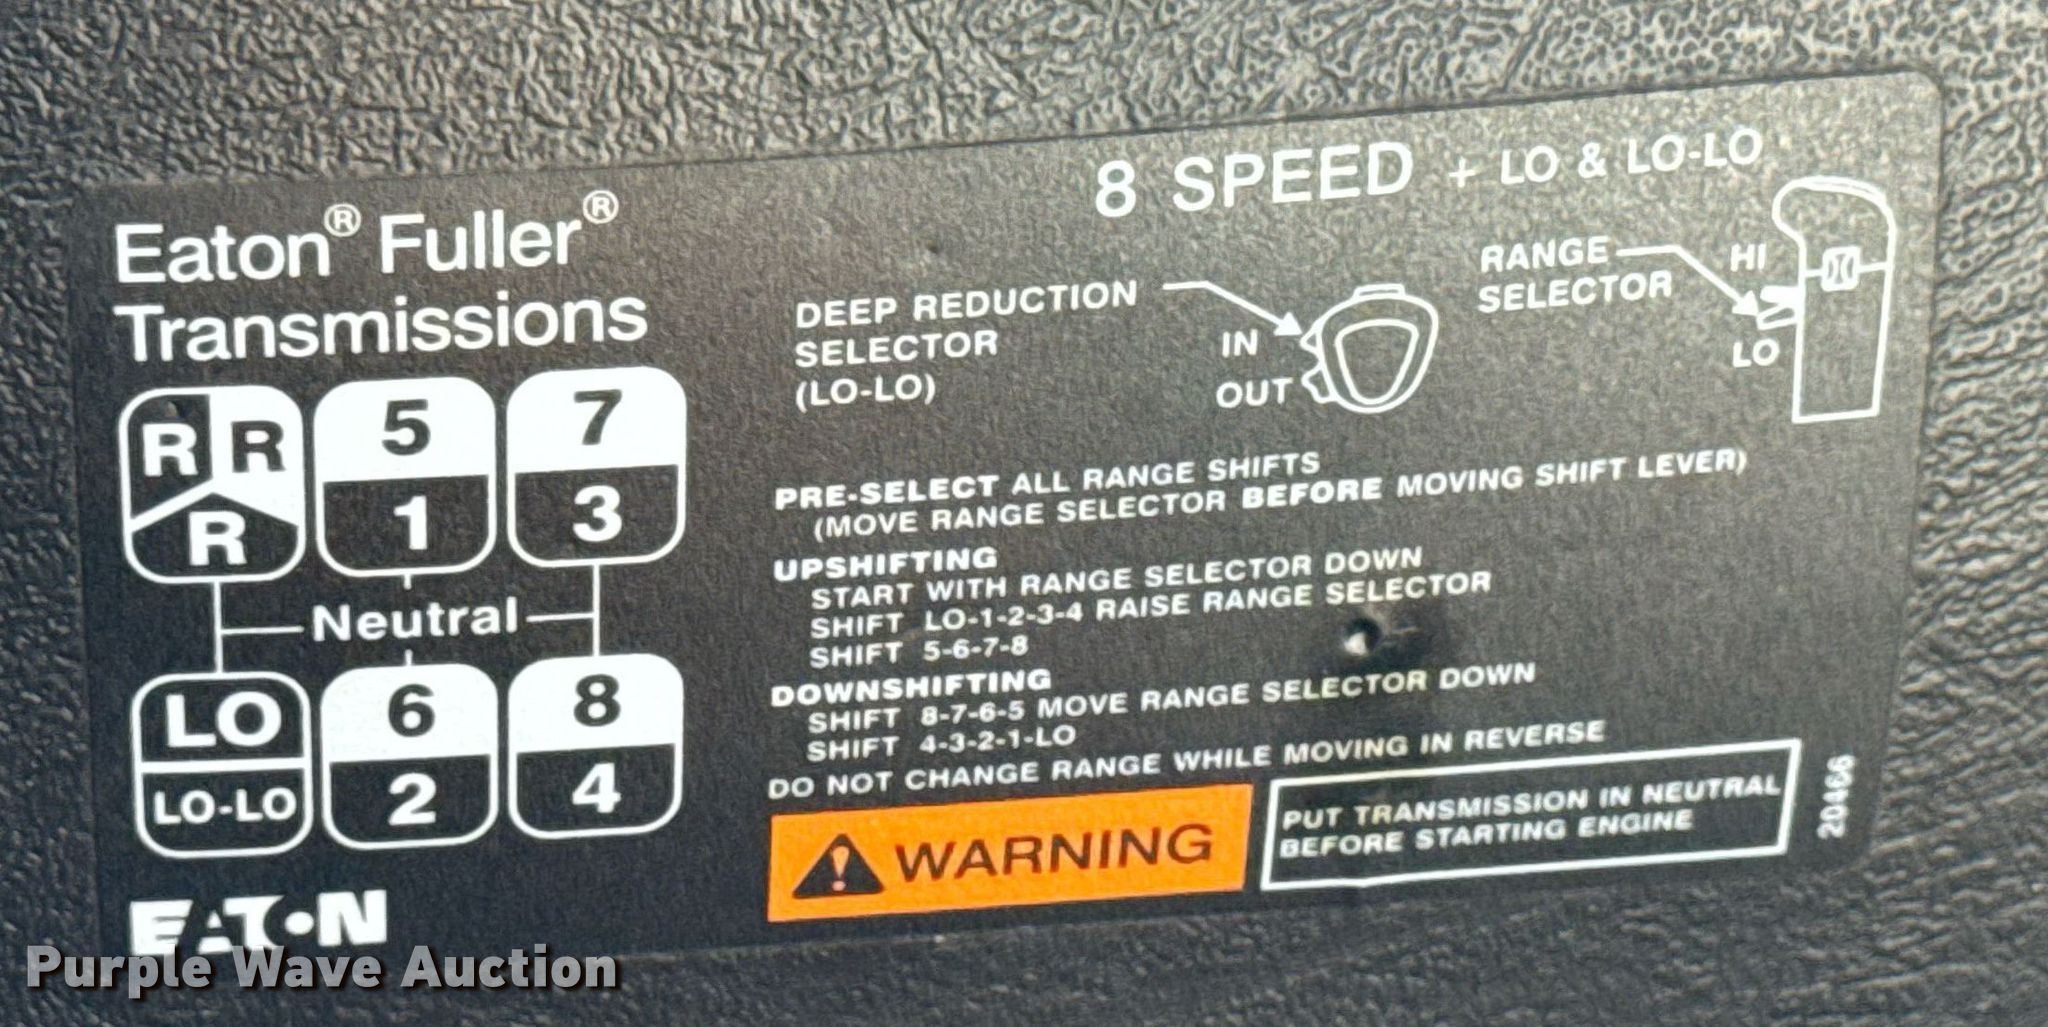 Eaton® Fuller®
Transmissions
R R
R
5
1
7
3
Neutral
LO
LO-LO
6
2
8
4
EATON
8 SPEED + LO & LO-LO
DEEP REDUCTION
SELECTOR
(LO-LO)
IN
OUT
RANGE
SELECTOR
HI
LO
PRE-SELECT ALL RANGE SHIFTS
(MOVE RANGE SELECTOR BEFORE MOVING SHIFT LEVER)
UPSHIFTING
START WITH RANGE SELECTOR DOWN
SHIFT LO-1-2-3-4 RAISE RANGE SELECTOR
SHIFT 5-6-7-8
DOWNSHIFTING
SHIFT 8-7-6-5 MOVE RANGE SELECTOR DOWN
SHIFT 4-3-2-1-LO
DO NOT CHANGE RANGE WHILE MOVING IN REVERSE
WARNING
PUT TRANSMISSION IN NEUTRAL
BEFORE STARTING ENGINE
20466
Purple Wave Auction